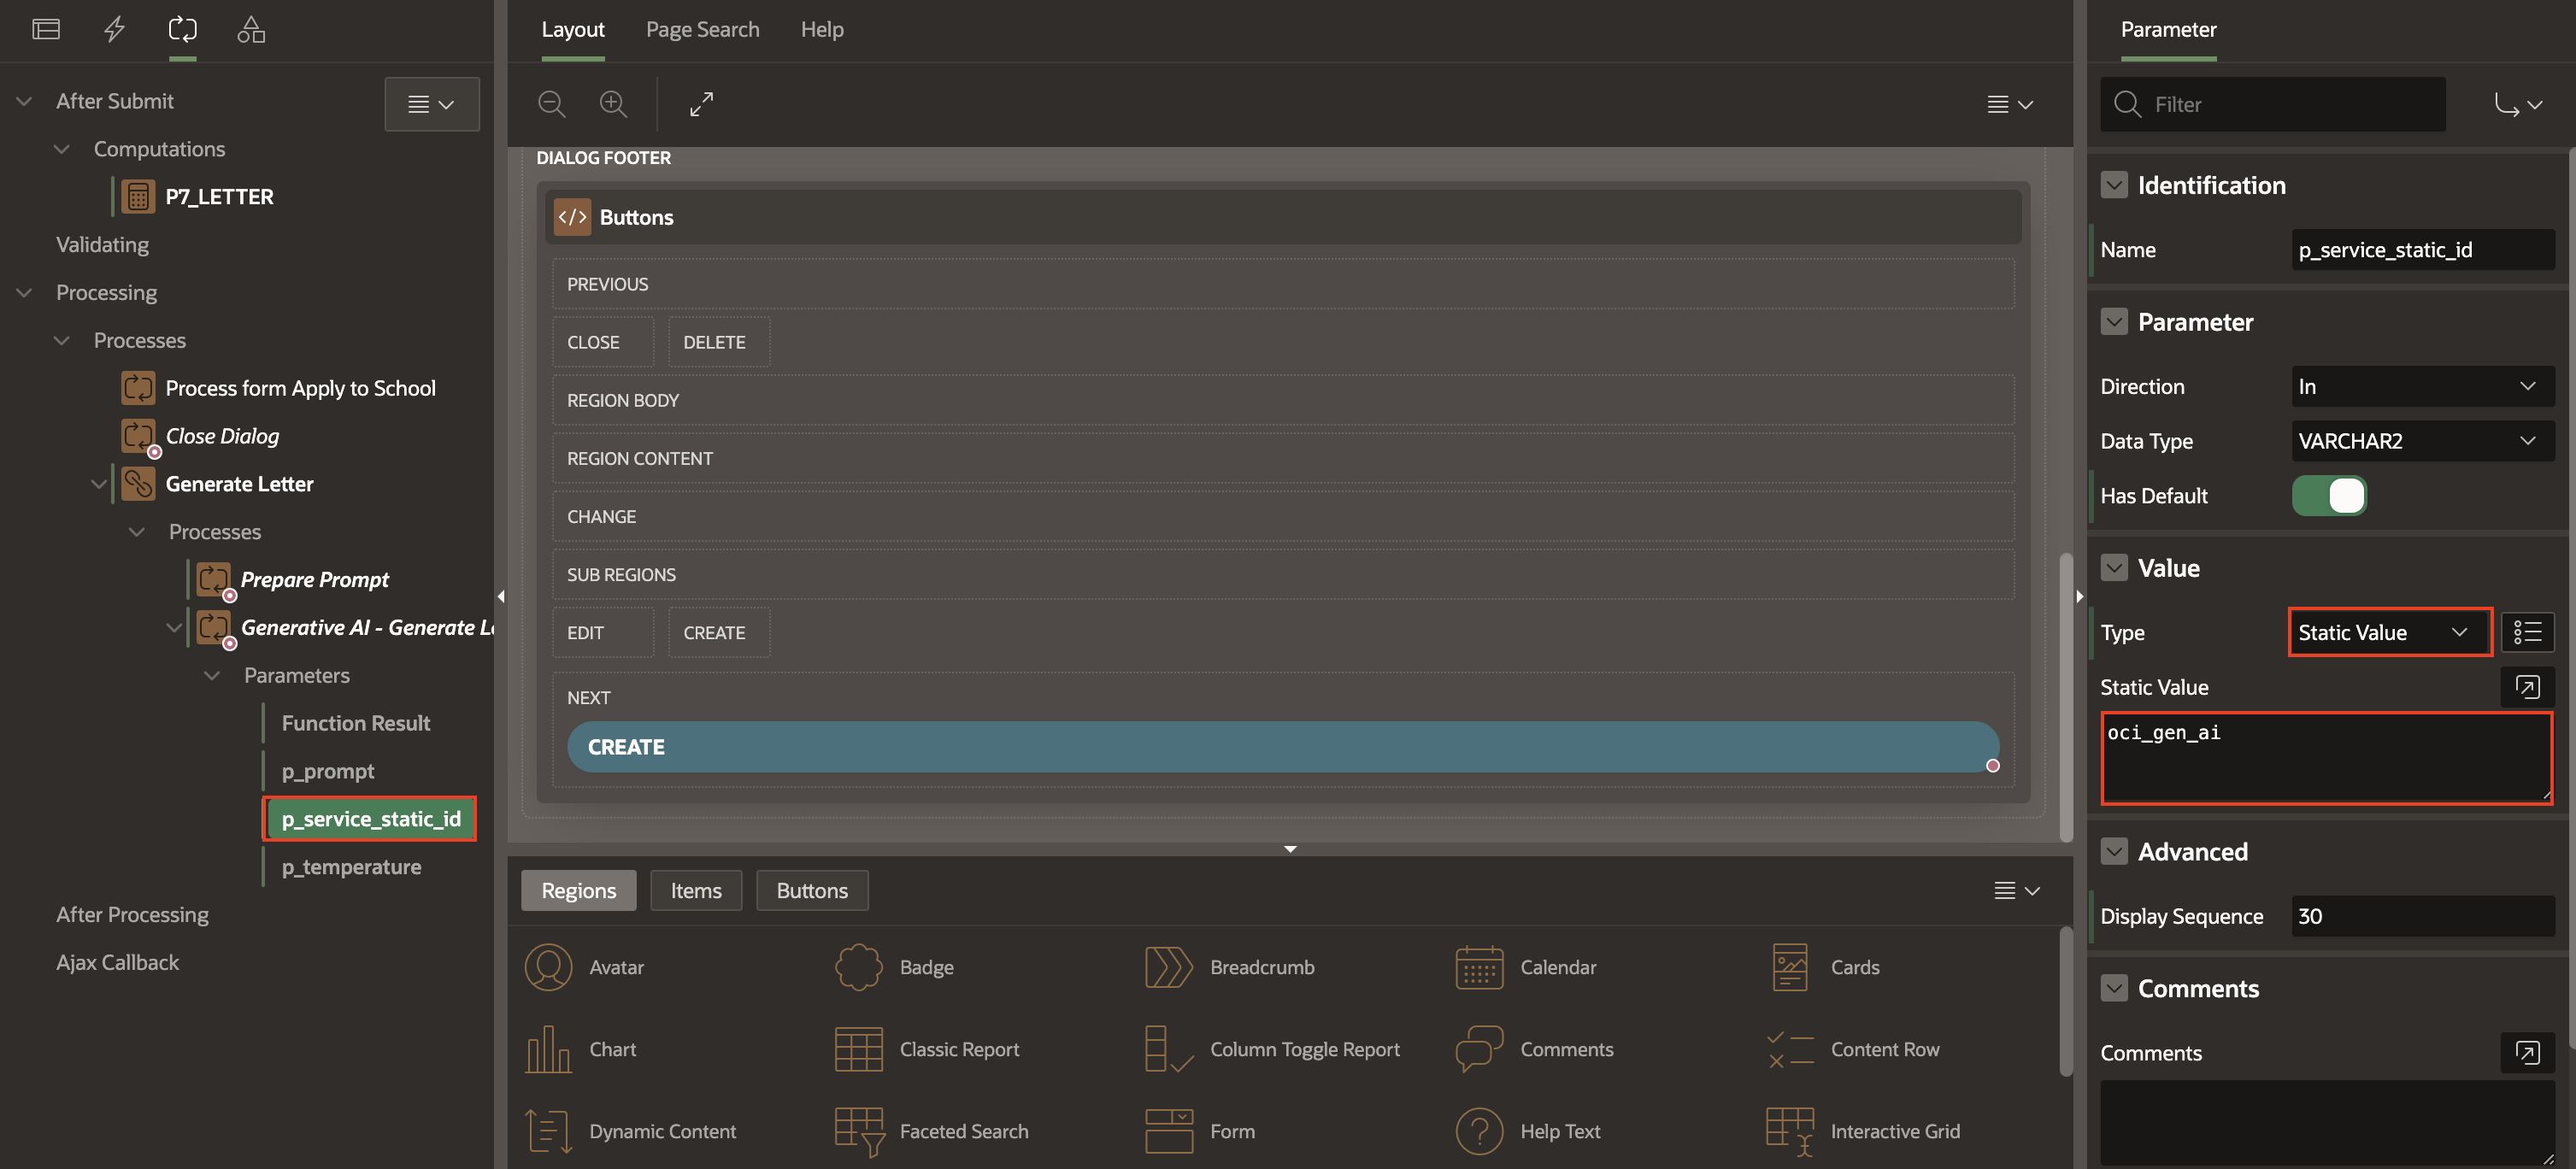 After Submit
Computations
P7_LETTER
Validating
Processing
Processes
Process form Apply to School
Close Dialog
Generate Letter
Processes
Prepare Prompt
Generative AI - Generate Le
Parameters
Function Result
p_prompt
p_service_static_id
p_temperature
After Processing
Ajax Callback
Layout Page Search Help
DIALOG FOOTER
Buttons
PREVIOUS
CLOSE DELETE
REGION BODY
REGION CONTENT
CHANGE
SUB REGIONS
EDIT CREATE
NEXT
CREATE
Regions Items Buttons
Avatar Badge Breadcrumb Calendar Cards
Chart Classic Report Column Toggle Report Comments Content Row
Dynamic Content Faceted Search Form Help Text Interactive Grid
Parameter
Filter
Identification
Name p_service_static_id
Parameter
Direction In
Data Type VARCHAR2
Has Default
Value
Type Static Value
Static Value
oci_gen_ai
Advanced
Display Sequence 30
Comments
Comments